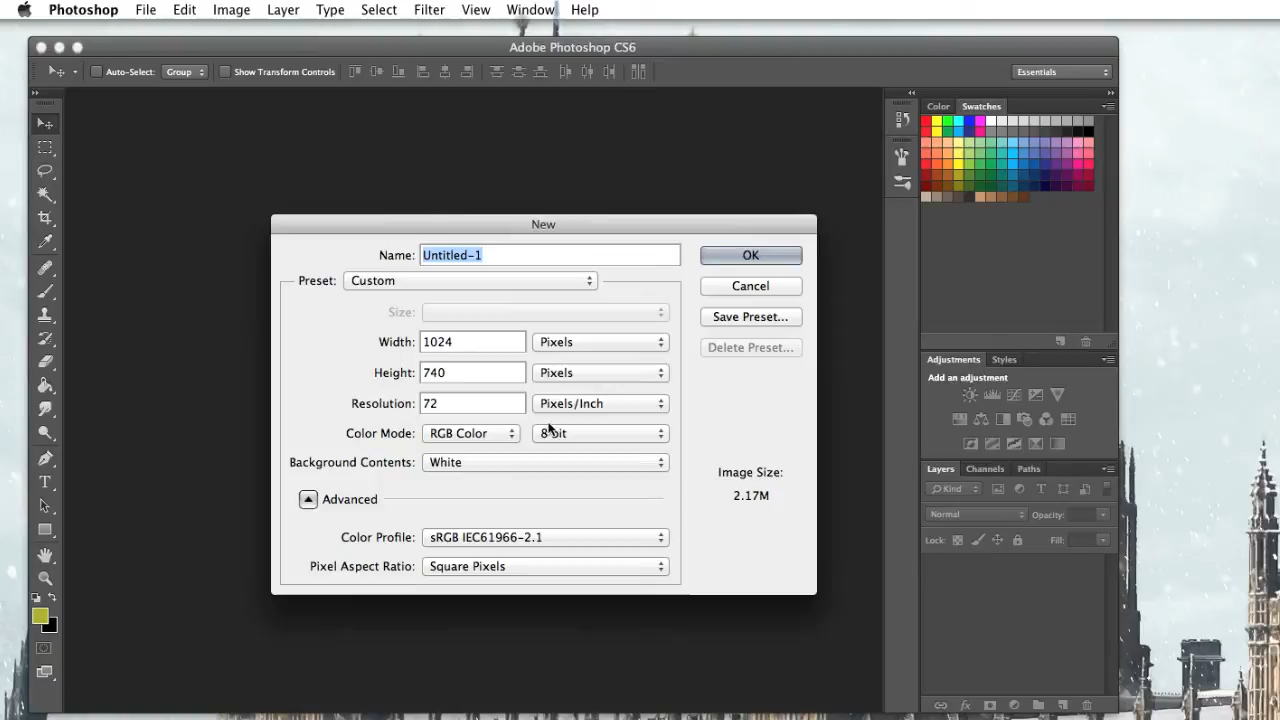 Photoshop File Edit Image Layer Type Select Filter View Window Help
Adobe Photoshop CS6
Auto-Select: Group Show Transform Controls Essentials
Color Swatches
New
Name: Untitled-1 OK
Preset: Custom Cancel
Size:
Save Preset...
Width: 1024 Pixels
Delete Preset...
Height: 740 Pixels
Resolution: 72 Pixels/Inch
Color Mode: RGB Color 8 bit
Background Contents: White
Image Size:
2.17M
Advanced
Color Profile: sRGB IEC61966-2.1
Pixel Aspect Ratio: Square Pixels
Adjustments Styles
Add an adjustment
Layers Channels Paths
Kind
Normal Opacity:
Lock: Fill: